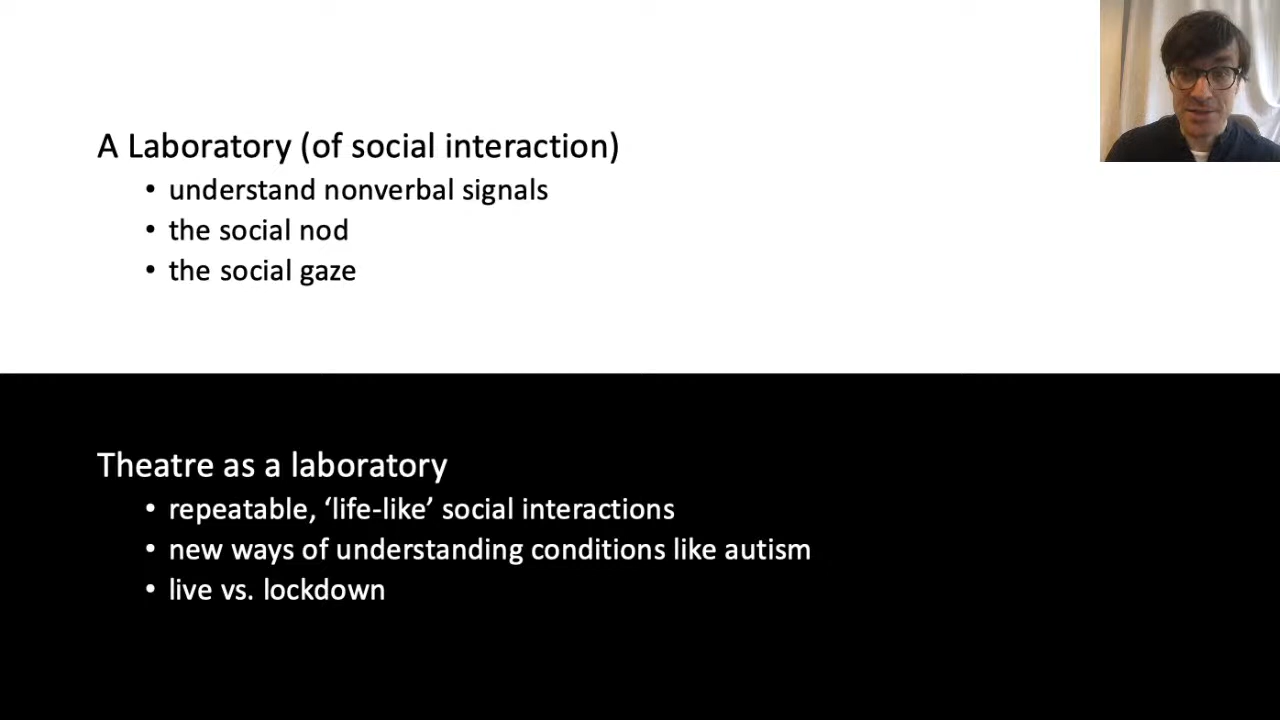 A Laboratory (of social interaction)
• understand nonverbal signals
• the social nod
• the social gaze
Theatre as a laboratory
• repeatable, ‘life-like’ social interactions
• new ways of understanding conditions like autism
• live vs. lockdown